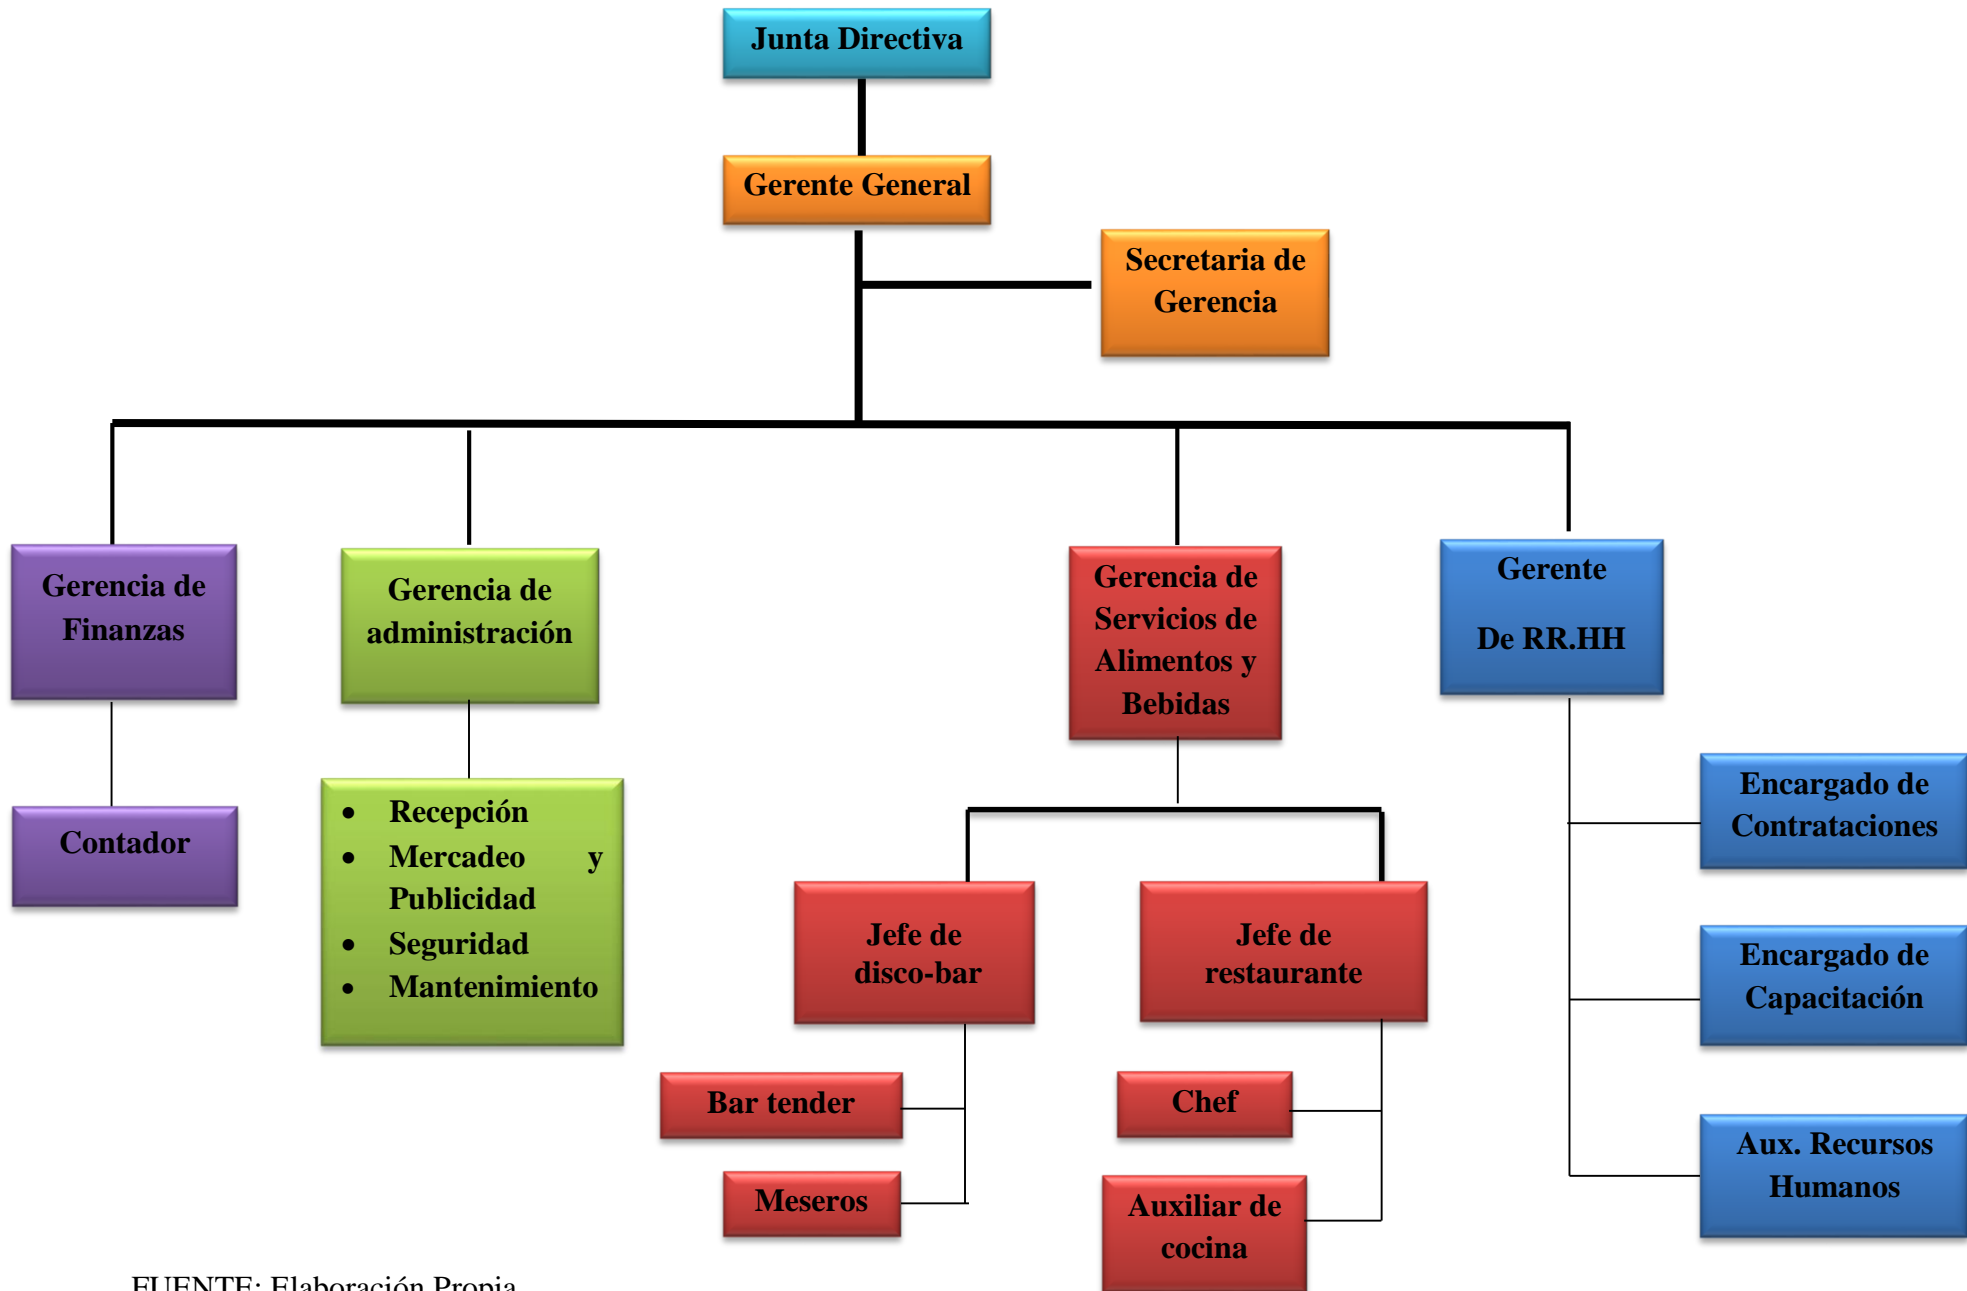 Junta Directiva
Gerente General
Secretaria de
Gerencia
Gerencia de
Finanzas
Gerencia de
administración
Gerencia de
Servicios de
Alimentos y
Bebidas
Gerente
De RR.HH
Contador
• Recepción
• Mercadeo y
Publicidad
• Seguridad
• Mantenimiento
Jefe de
disco-bar
Jefe de
restaurante
Bar tender
Meseros
Chef
Auxiliar de
cocina
Encargado de
Contrataciones
Encargado de
Capacitación
Aux. Recursos
Humanos
FUENTE: Elaboración Propia